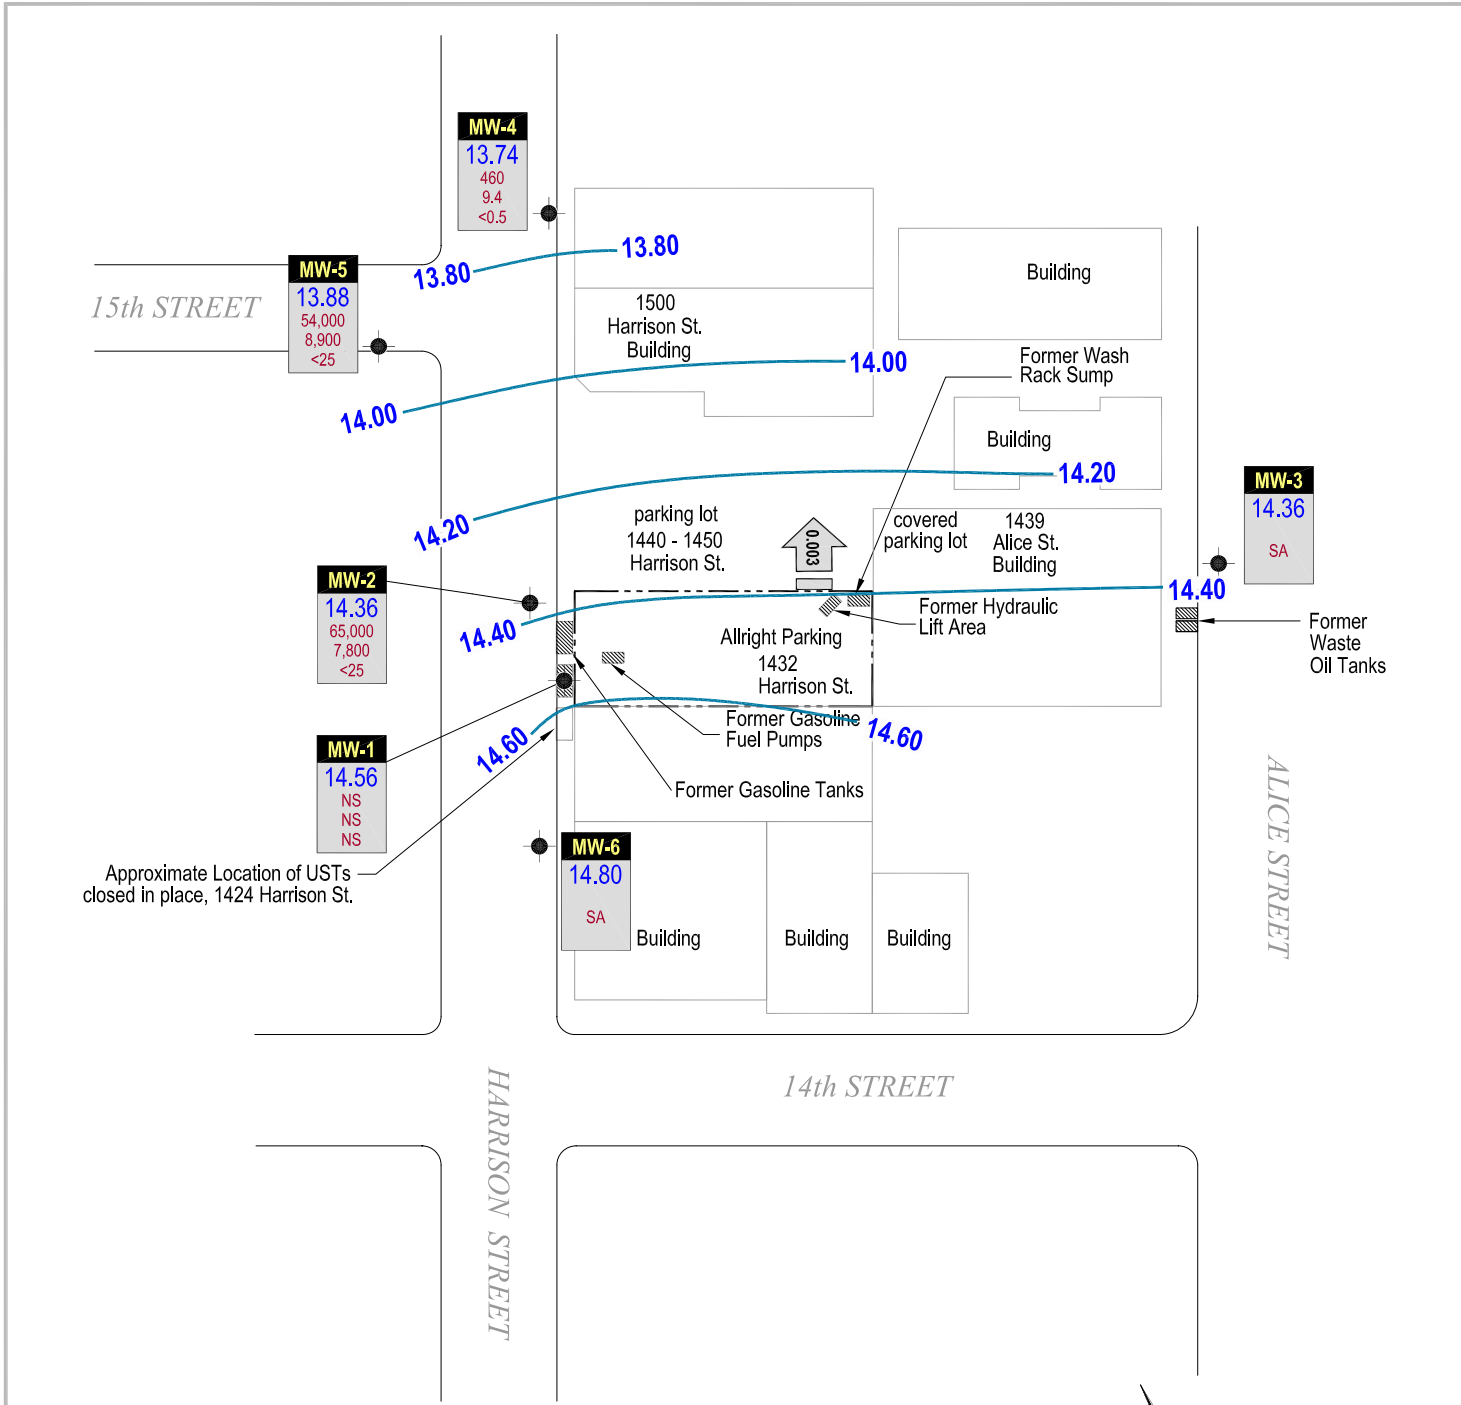 MW-4
13.74
460
9.4
<0.5
13.80
13.80
MW-5
13.88
54,000
8,900
<25
15th STREET
Building
1500
Harrison St.
Building
Former Wash
Rack Sump
14.00
14.00
Building
14.20
14.20
MW-3
14.36
SA
parking lot
1440 - 1450
Harrison St.
0.003
covered
parking lot
1439
Alice St.
Building
MW-2
14.36
65,000
7,800
<25
14.40
14.40
Former Hydraulic
Lift Area
Former
Waste
Oil Tanks
Allright Parking
1432
Harrison St.
Former Gasoline
Fuel Pumps
14.60
14.60
MW-1
14.56
NS
NS
NS
Former Gasoline Tanks
Approximate Location of USTs
closed in place, 1424 Harrison St.
MW-6
14.80
SA
Building
Building
Building
ALICE STREET
14th STREET
HARRISON STREET